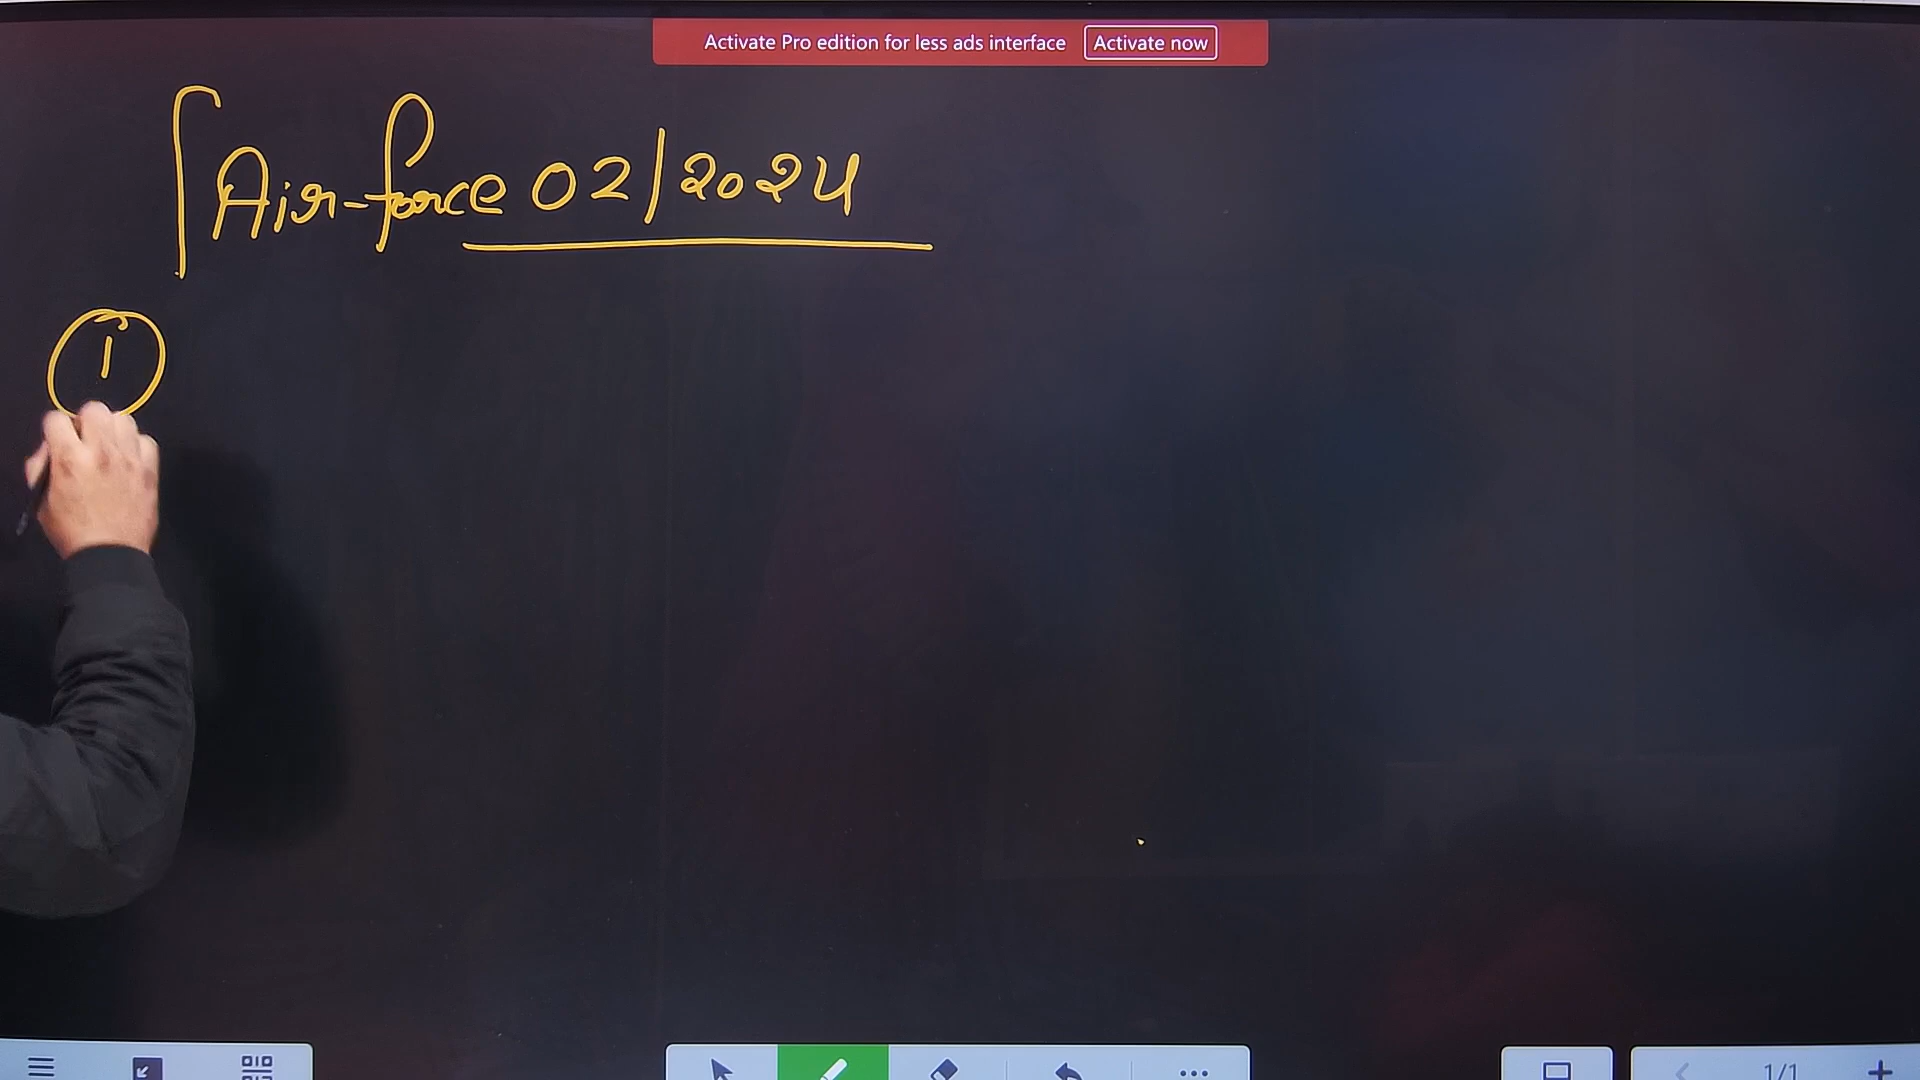 Activate Pro edition for less ads interface Activate now
Air-force 02/2024
1
1/1